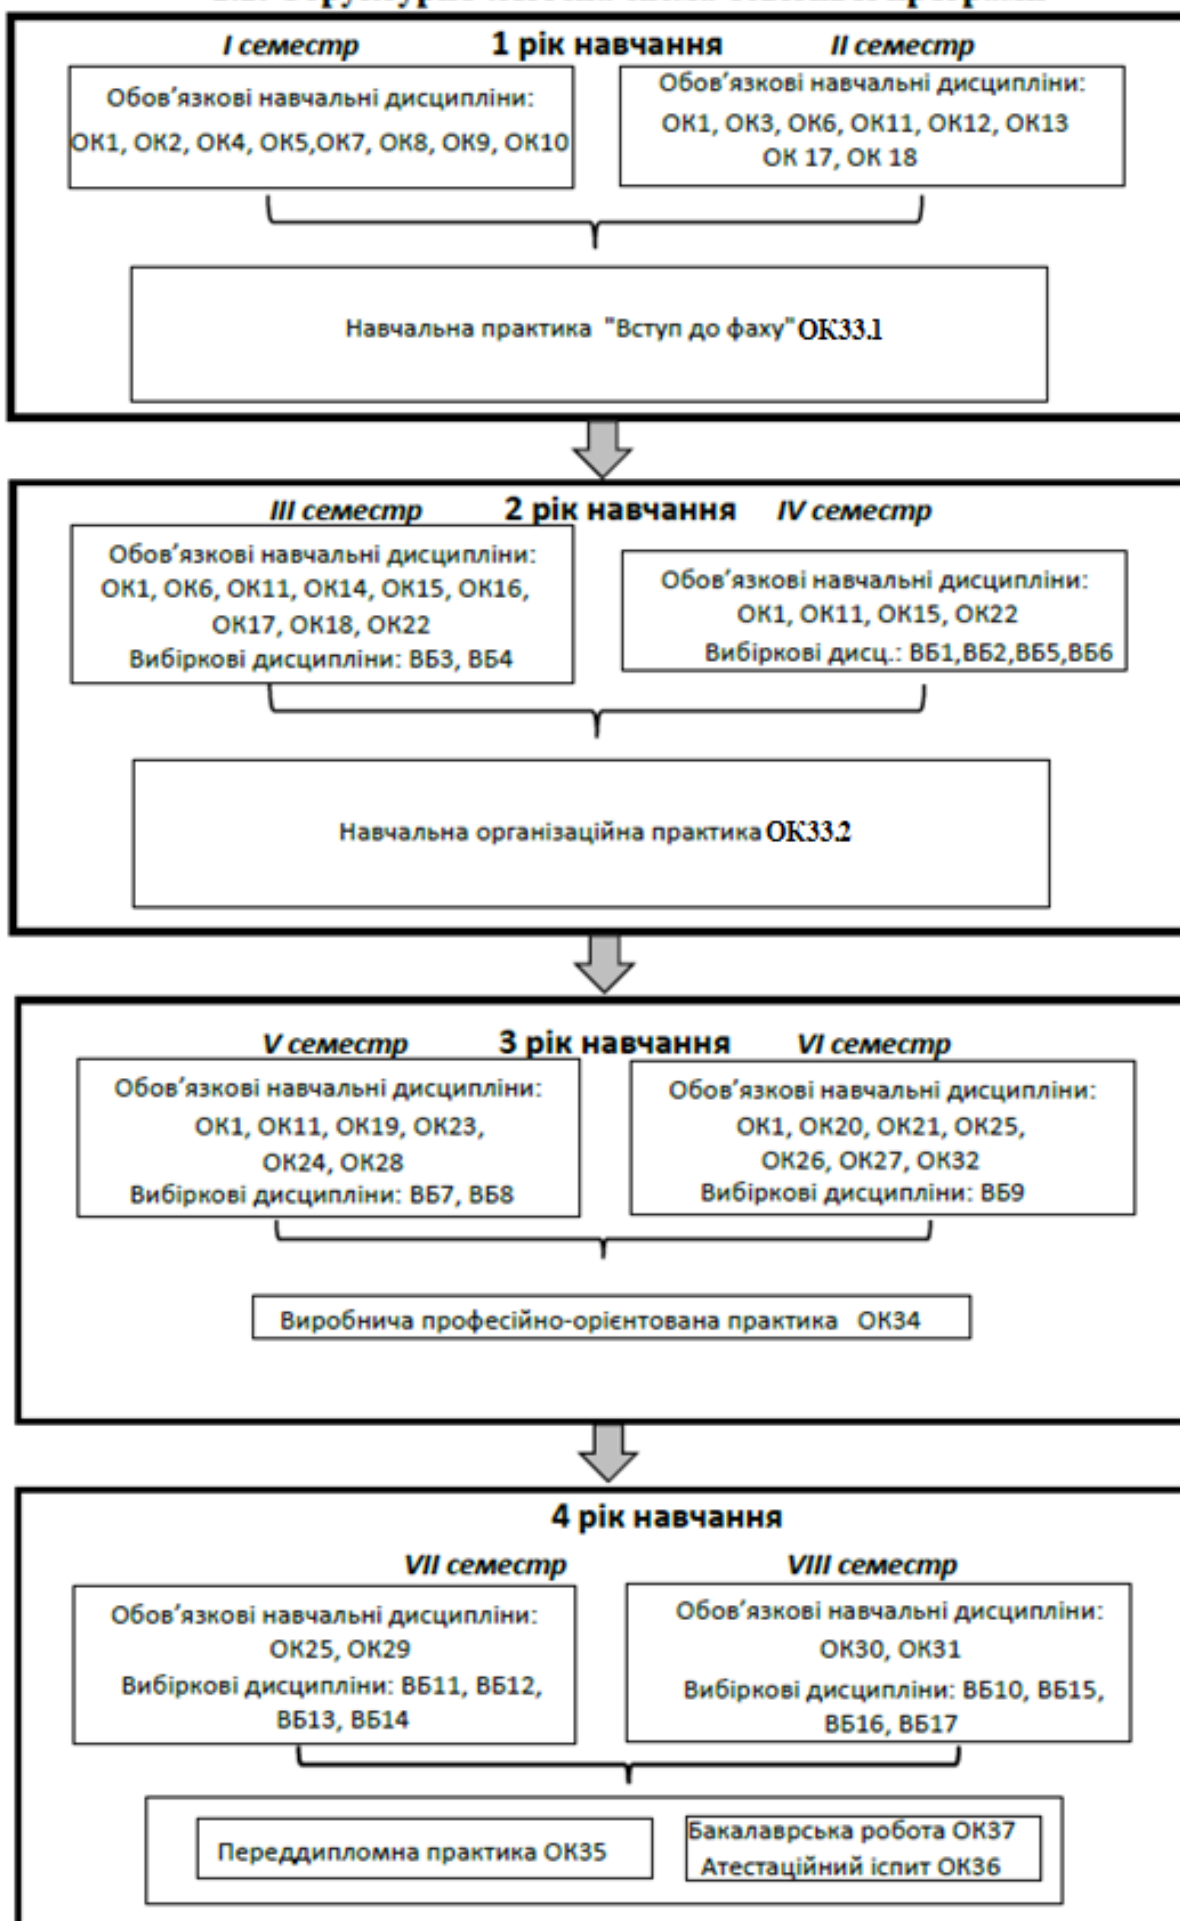 І семестр 1 рік навчання ІІ семестр
Обов’язкові навчальні дисципліни:
ОК1, ОК2, ОК4, ОК5,ОК7, ОК8, ОК9, ОК10
Обов’язкові навчальні дисципліни:
ОК1, ОК3, ОК6, ОК11, ОК12, ОК13
ОК 17, ОК 18
Навчальна практика "Вступ до фаху" ОК33.1
ІІІ семестр 2 рік навчання IV семестр
Обов’язкові навчальні дисципліни:
ОК1, ОК6, ОК11, ОК14, ОК15, ОК16,
ОК17, ОК18, ОК22
Вибіркові дисципліни: ВБ3, ВБ4
Обов’язкові навчальні дисципліни:
ОК1, ОК11, ОК15, ОК22
Вибіркові дисц.: ВБ1,ВБ2,ВБ5,ВБ6
Навчальна організаційна практика ОК33.2
V семестр 3 рік навчання VI семестр
Обов’язкові навчальні дисципліни:
ОК1, ОК11, ОК19, ОК23,
ОК24, ОК28
Вибіркові дисципліни: ВБ7, ВБ8
Обов’язкові навчальні дисципліни:
ОК1, ОК20, ОК21, ОК25,
ОК26, ОК27, ОК32
Вибіркові дисципліни: ВБ9
Виробнича професійно-орієнтована практика ОК34
4 рік навчання
VII семестр VIII семестр
Обов’язкові навчальні дисципліни:
ОК25, ОК29
Вибіркові дисципліни: ВБ11, ВБ12,
ВБ13, ВБ14
Обов’язкові навчальні дисципліни:
ОК30, ОК31
Вибіркові дисципліни: ВБ10, ВБ15,
ВБ16, ВБ17
Переддипломна практика ОК35
Бакалаврська робота ОК37
Атестаційний іспит ОК36